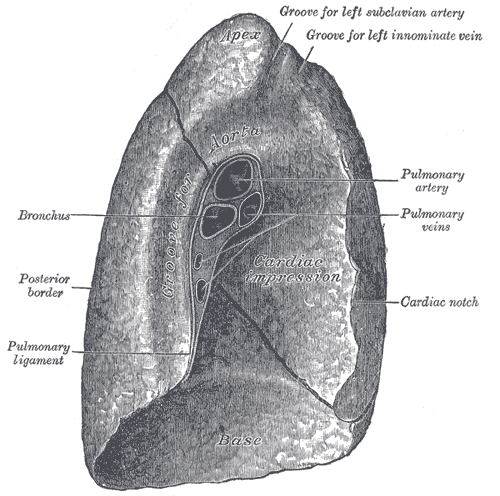 Groove for left subclavian artery
Groove for left innominate vein
Apex
Groove for Aorta
Pulmonary
artery
Bronchus
Pulmonary
veins
Cardiac
impression
Posterior
border
Cardiac notch
Pulmonary
ligament
Base